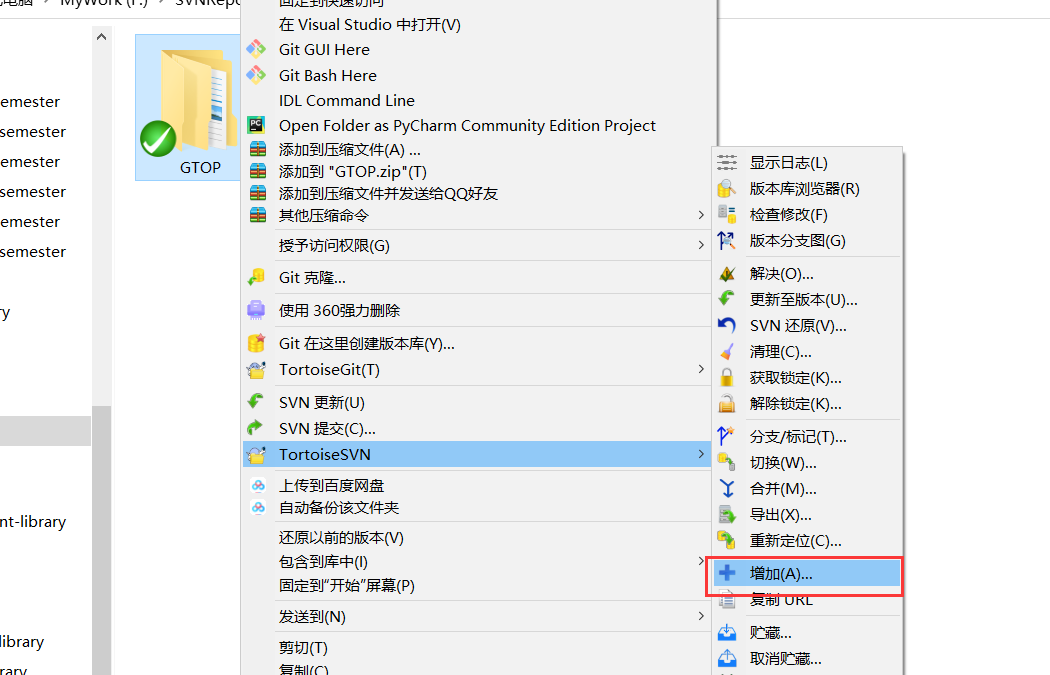 MyWork (F:)
固定到快速访问
在 Visual Studio 中打开(V)
Git GUI Here
Git Bash Here
IDL Command Line
Open Folder as PyCharm Community Edition Project
添加到压缩文件(A) ...
添加到 "GTOP.zip"(T)
添加到压缩文件并发送给QQ好友
其他压缩命令
授予访问权限(G)
Git 克隆...
使用 360强力删除
Git 在这里创建版本库(Y)...
TortoiseGit(T)
SVN 更新(U)
SVN 提交(C)...
TortoiseSVN
上传到百度网盘
自动备份该文件夹
还原以前的版本(V)
包含到库中(I)
固定到“开始”屏幕(P)
发送到(N)
剪切(T)
复制(C)
GTOP
emester
semester
emester
semester
emester
semester
ry
nt-library
library
rary
显示日志(L)
版本库浏览器(R)
检查修改(F)
版本分支图(G)
解决(O)...
更新至版本(U)...
SVN 还原(V)...
清理(C)...
获取锁定(K)...
解除锁定(K)...
分支/标记(T)...
切换(W)...
合并(M)...
导出(X)...
重新定位(C)...
增加(A)...
复制 URL
贮藏...
取消贮藏...